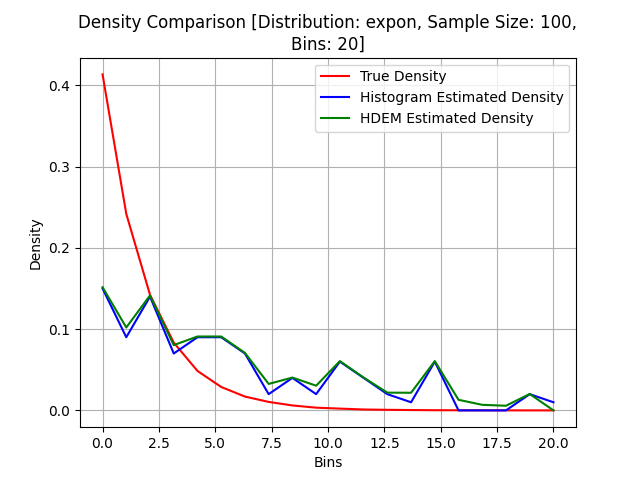 Density Comparison [Distribution: expon, Sample Size: 100,
Bins: 20]
True Density
Histogram Estimated Density
HDEM Estimated Density
Density
0.4
0.3
0.2
0.1
0.0
0.0 2.5 5.0 7.5 10.0 12.5 15.0 17.5 20.0
Bins